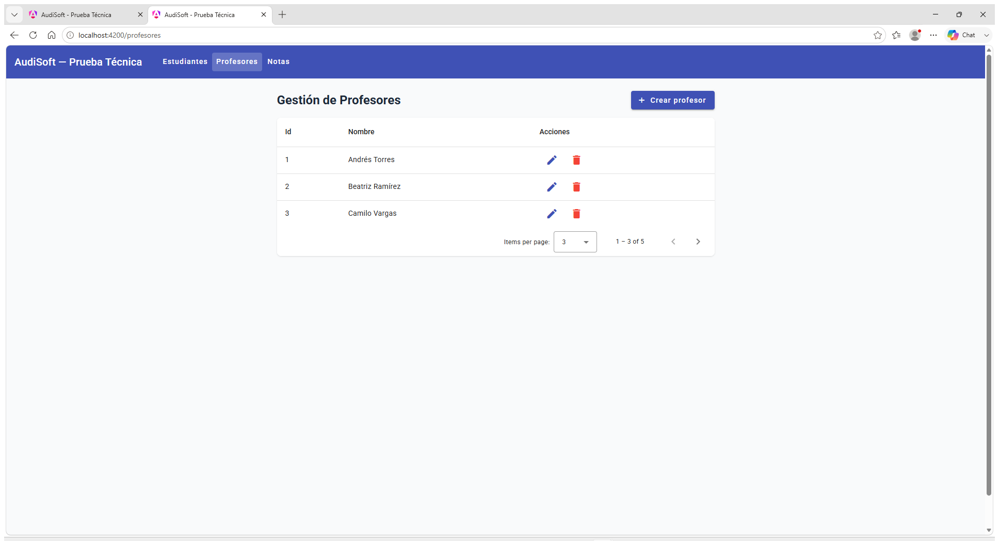 AudiSoft - Prueba Técnica
AudiSoft - Prueba Técnica
localhost:4200/profesores
Chat
AudiSoft — Prueba Técnica
Estudiantes
Profesores
Notas
Gestión de Profesores
+ Crear profesor
Id Nombre Acciones
1 Andrés Torres
2 Beatriz Ramírez
3 Camilo Vargas
Items per page: 3 1 – 3 of 5